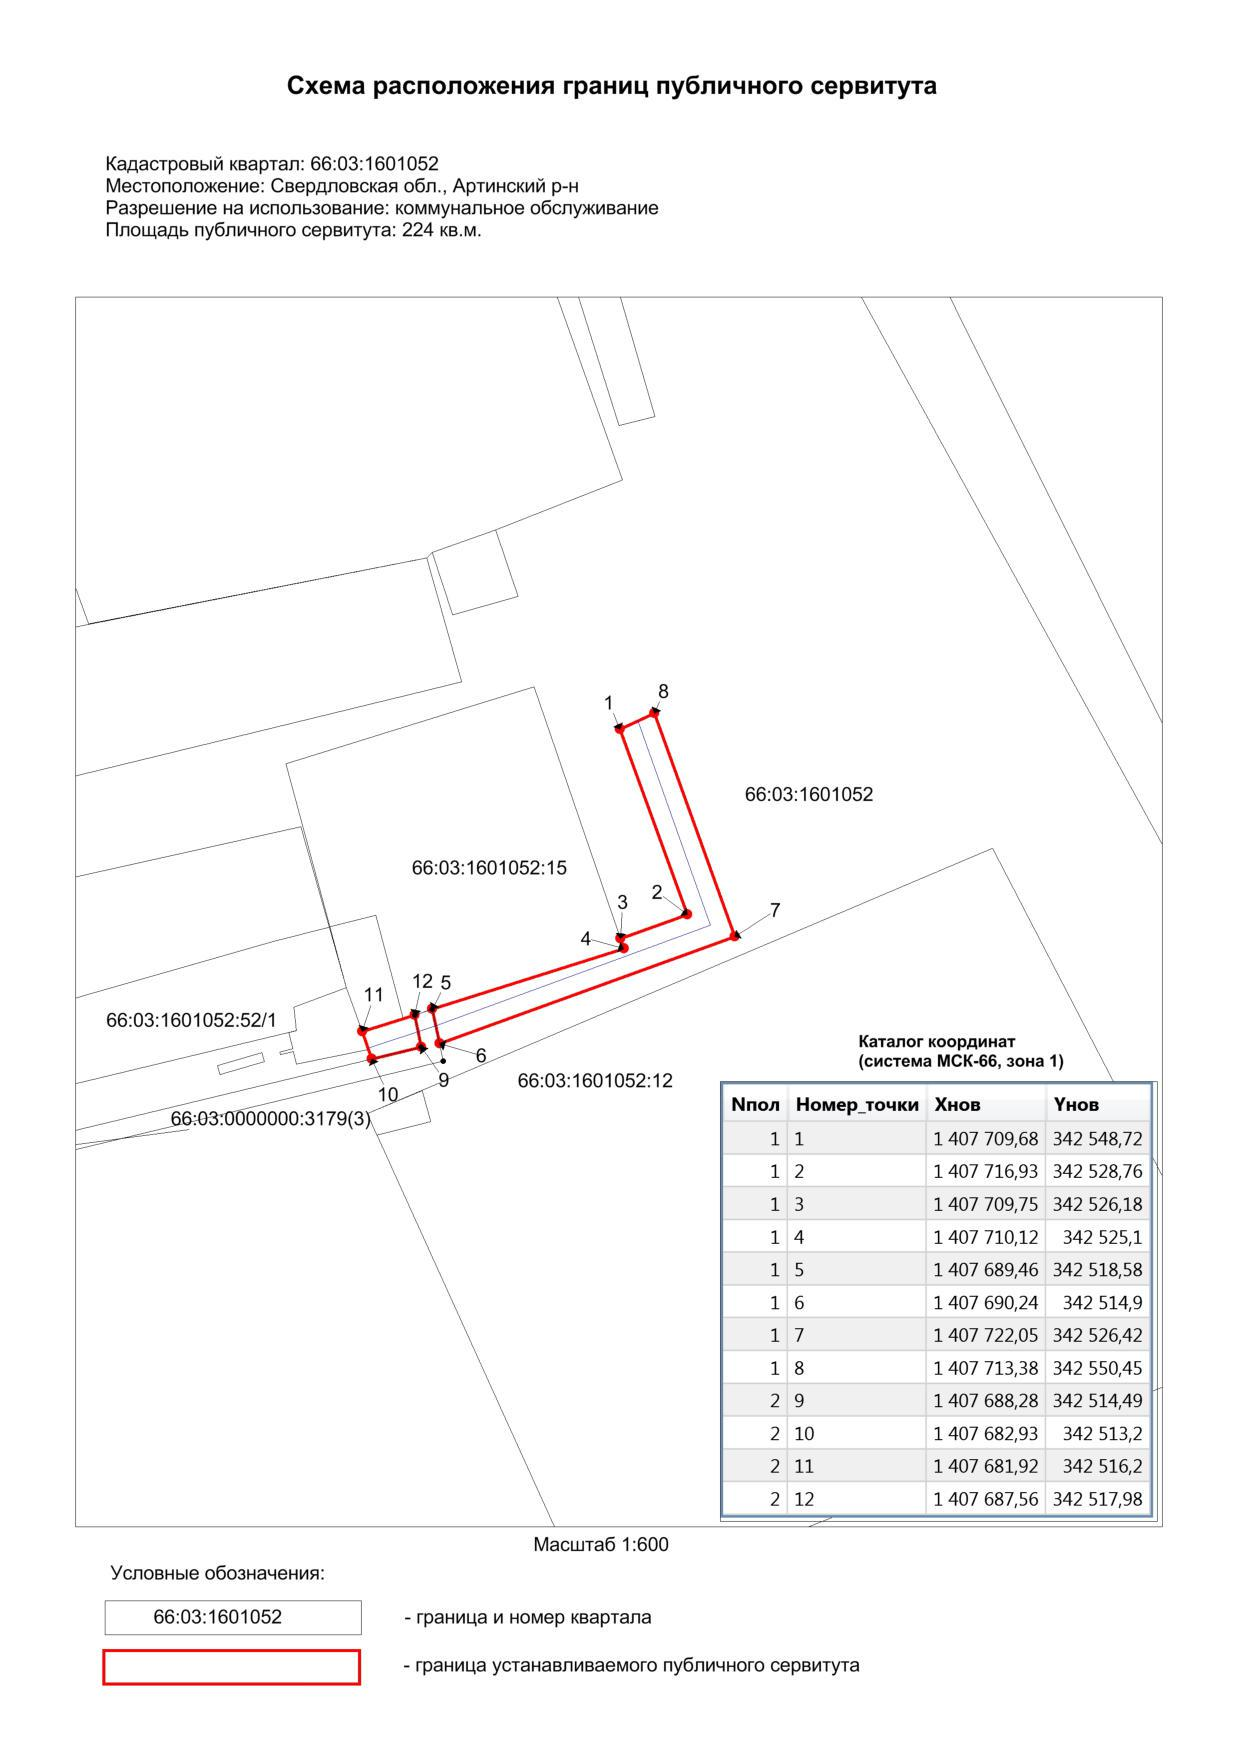 Схема расположения границ публичного сервитута
Кадастровый квартал: 66:03:1601052
Местоположение: Свердловская обл., Артинский р-н
Разрешение на использование: коммунальное обслуживание
Площадь публичного сервитута: 224 кв.м.
8
1
66:03:1601052
66:03:1601052:15
2
3
7
4
12 5
11
66:03:1601052:52/1
6
9
10
66:03:1601052:12
66:03:0000000:3179(3)
Каталог координат
(система МСК-66, зона 1)
Nпол Номер_точки Xнов Yнов
1 1 1 407 709,68 342 548,72
1 2 1 407 716,93 342 528,76
1 3 1 407 709,75 342 526,18
1 4 1 407 710,12 342 525,1
1 5 1 407 689,46 342 518,58
1 6 1 407 690,24 342 514,9
1 7 1 407 722,05 342 526,42
1 8 1 407 713,38 342 550,45
2 9 1 407 688,28 342 514,49
2 10 1 407 682,93 342 513,2
2 11 1 407 681,92 342 516,2
2 12 1 407 687,56 342 517,98
Масштаб 1:600
Условные обозначения:
66:03:1601052 - граница и номер квартала
- граница устанавливаемого публичного сервитута